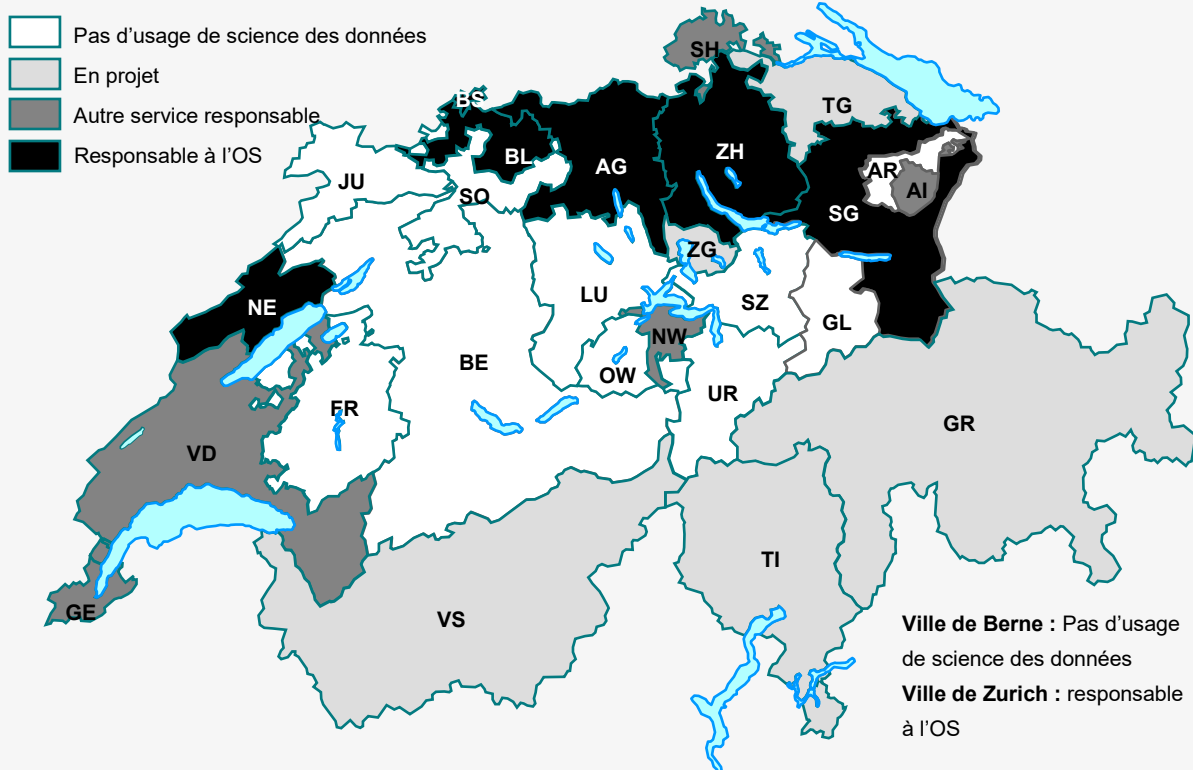 Pas d’usage de science des données
En projet
Autre service responsable
Responsable à l’OS
SH
BS
TG
BL
AG
ZH
JU
SO
AR
AI
SG
ZG
NE
LU
SZ
GL
NW
BE
OW
UR
FR
GR
VD
TI
GE
VS
Ville de Berne : Pas d’usage
de science des données
Ville de Zurich : responsable
à l’OS